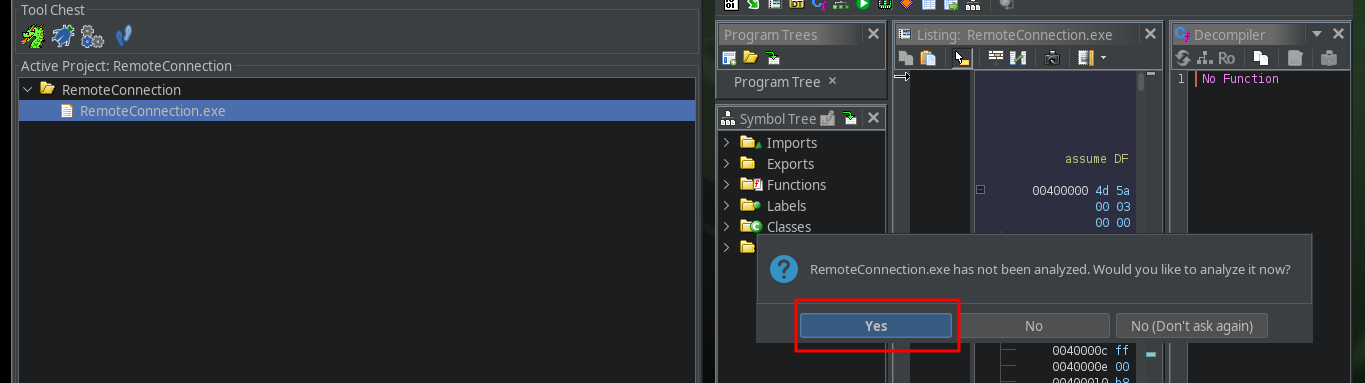 Tool Chest
Active Project: RemoteConnection
RemoteConnection
RemoteConnection.exe
Program Trees
Program Tree
Symbol Tree
Imports
Exports
Functions
Labels
Classes
Listing: RemoteConnection.exe
assume DF
00400000 4d 5a
00 03
00 00
0040000c ff
0040000e 00
00400010 b8
Decompiler
Ro
1 No Function
RemoteConnection.exe has not been analyzed. Would you like to analyze it now?
Yes
No
No (Don't ask again)